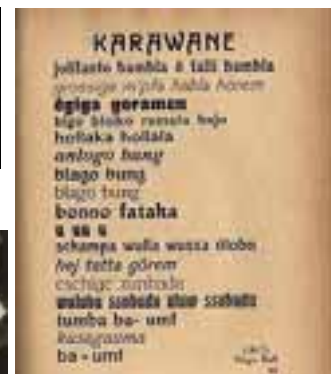 KARAWANE
jolifanto bambla ô falli bambla
grossiga m'pfa habla horem
égiga goramen
higo bloiko russula huju
hollaka hollala
anlogo bung
blago bung
blago bung
bosso fataka
ü üü ü
schampa wulla wussa ólobo
hej tatta gôrem
eschige zunbada
wulubu ssubudu uluw ssubudu
tumba ba- umf
kusagauma
ba - umf